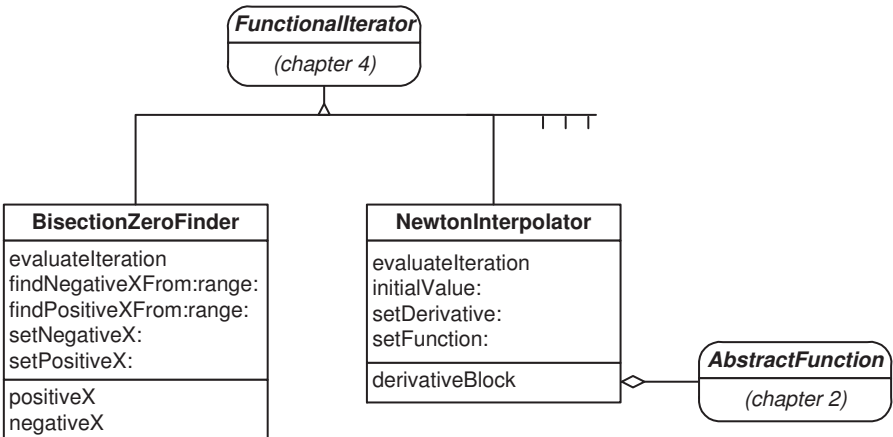 FunctionalIterator
(chapter 4)
BisectionZeroFinder
evaluateIteration
findNegativeXFrom:range:
findPositiveXFrom:range:
setNegativeX:
setPositiveX:
positiveX
negativeX
NewtonInterpolator
evaluateIteration
initialValue:
setDerivative:
setFunction:
derivativeBlock
AbstractFunction
(chapter 2)